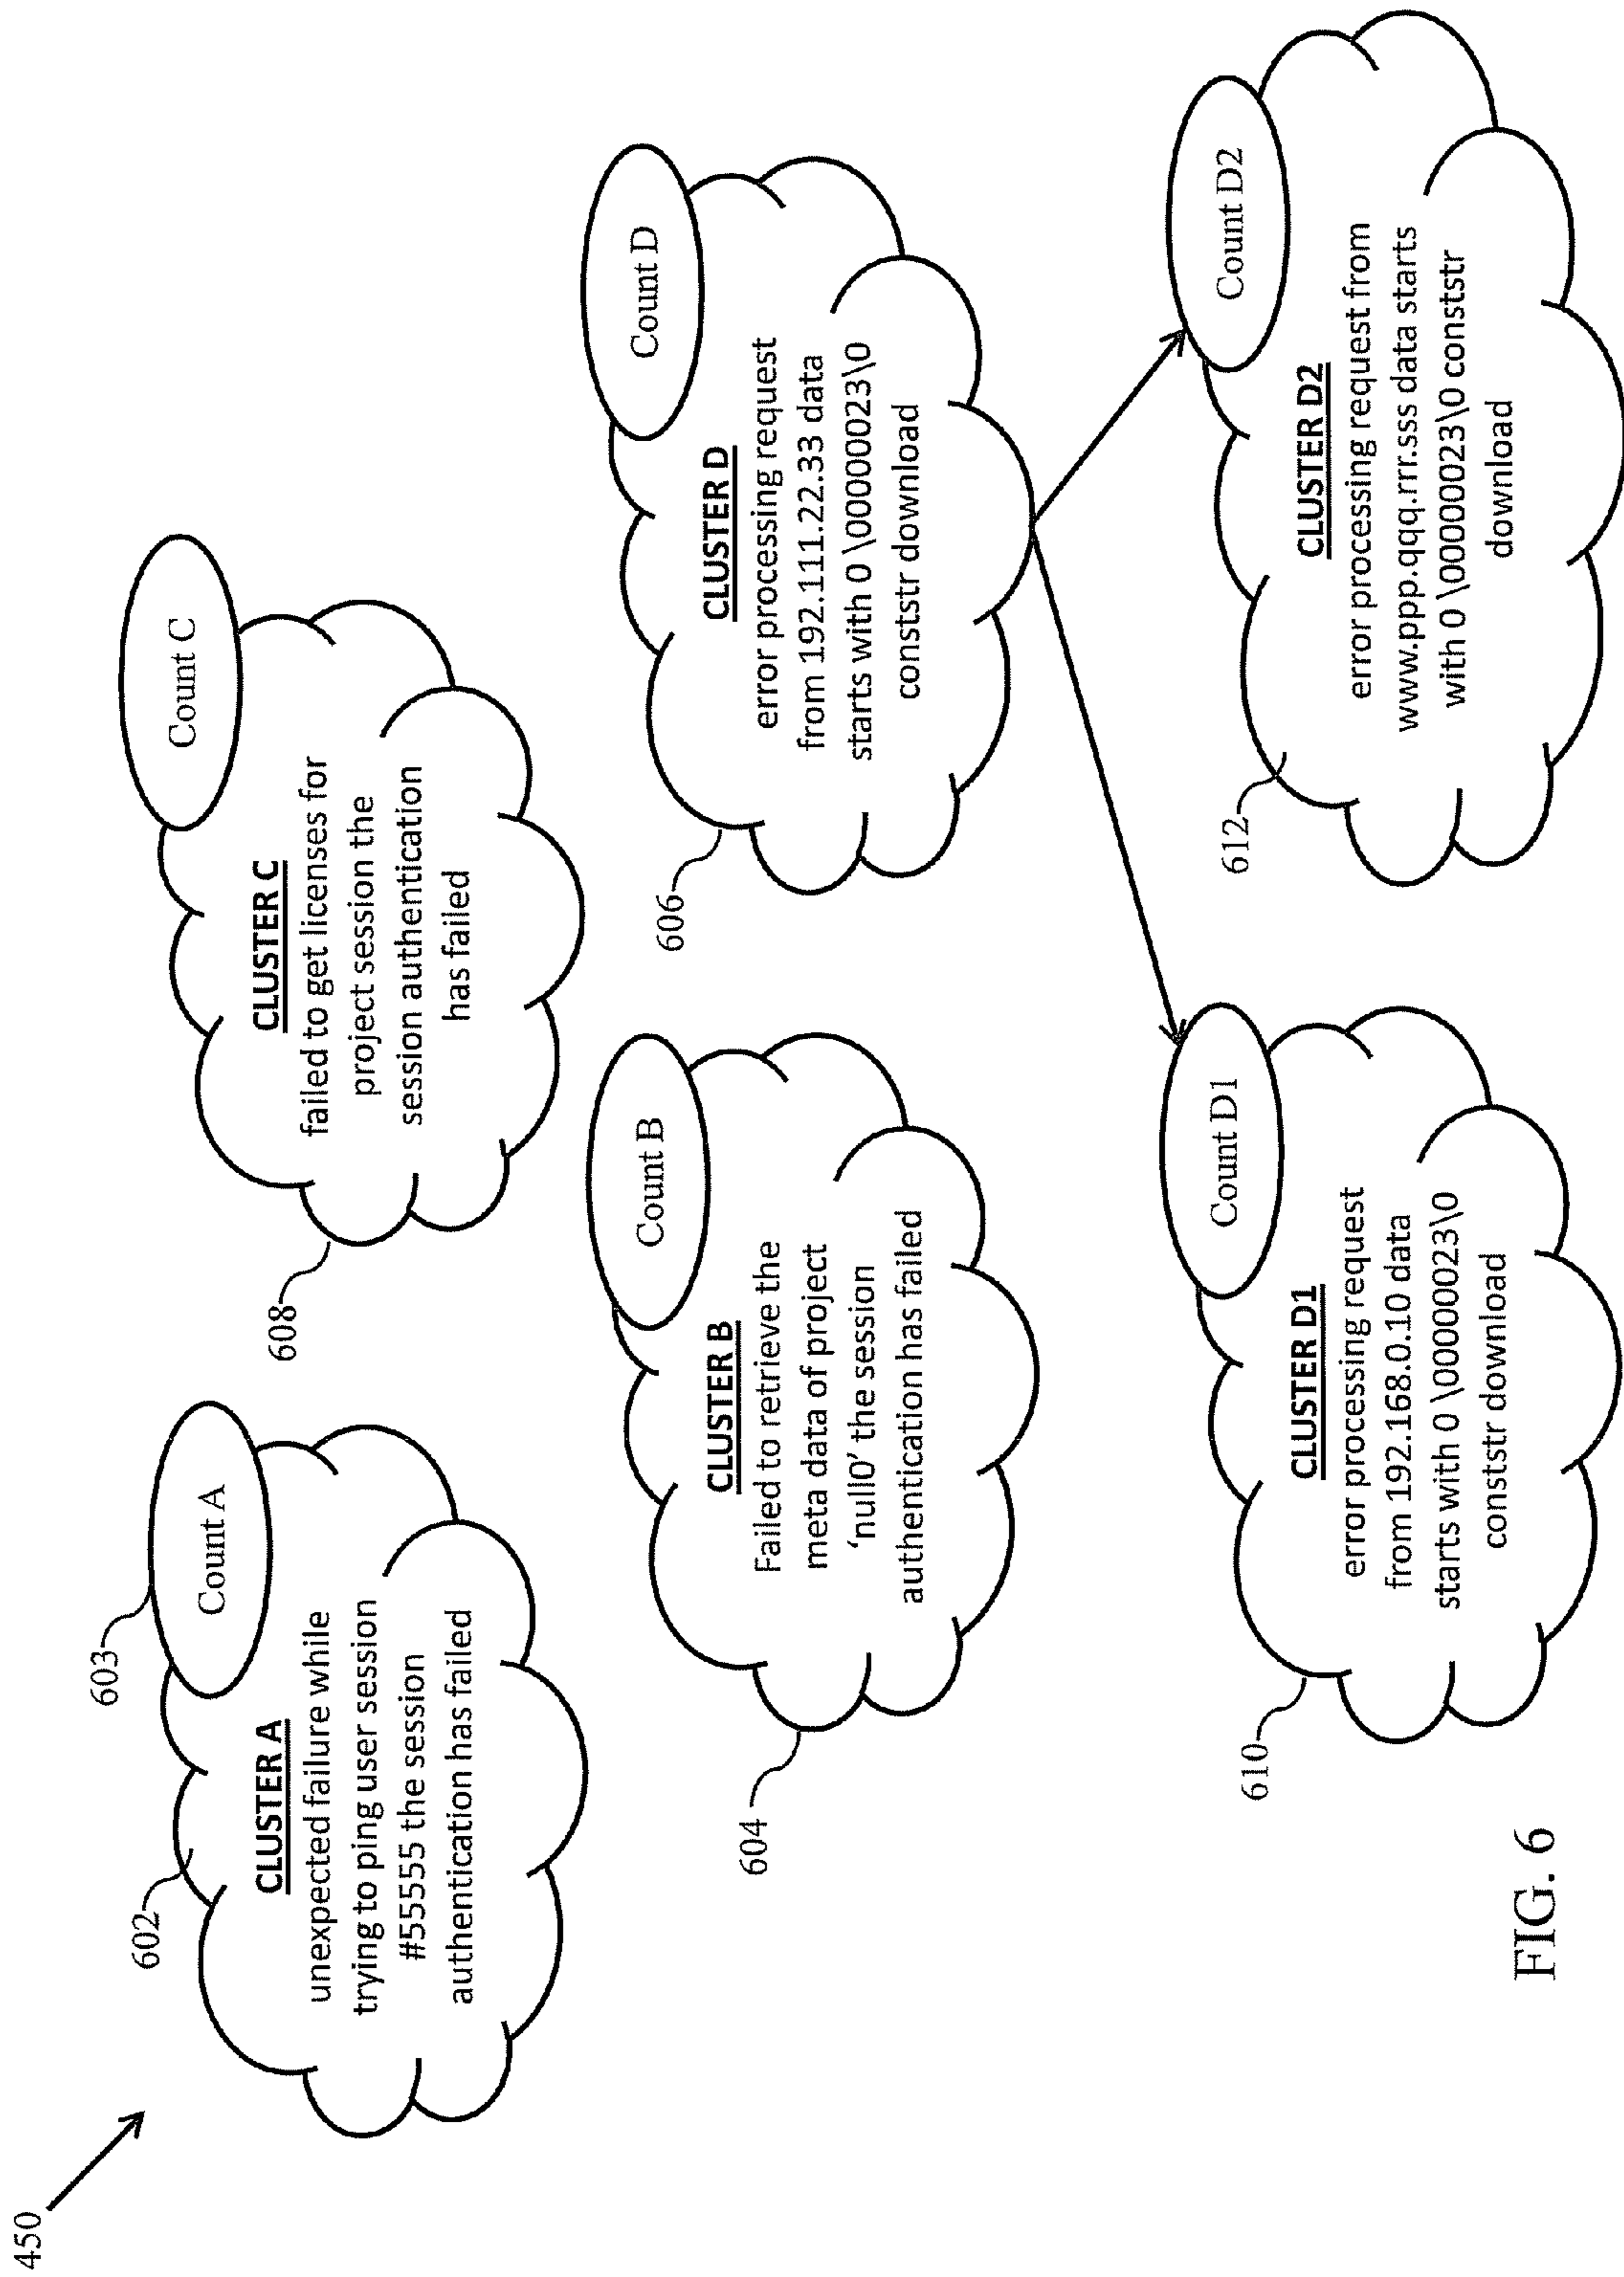 450
602
603
Count A
CLUSTER A
unexpected failure while
trying to ping user session
#55555 the session
authentication has failed
608
Count C
CLUSTER C
failed to get licenses for
project session the
session authentication
has failed
604
Count B
CLUSTER B
Failed to retrieve the
meta data of project
‘null0’ the session
authentication has failed
606
Count D
CLUSTER D
error processing request
from 192.111.22.33 data
starts with 0 \0000023\0
conststr download
610
Count D1
CLUSTER D1
error processing request
from 192.168.0.10 data
starts with 0 \0000023\0
conststr download
612
Count D2
CLUSTER D2
error processing request from
www.ppp.qqq.rrr.sss data starts
with 0 \0000023\0 conststr
download
FIG. 6